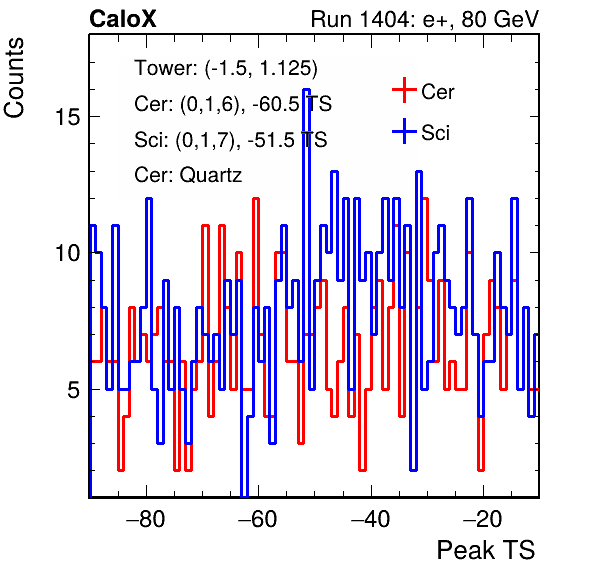 CaloX Run 1404: e+, 80 GeV
Counts
Tower: (-1.5, 1.125)
Cer: (0,1,6), -60.5 TS
Sci: (0,1,7), -51.5 TS
Cer: Quartz
Cer
Sci
15
10
5
−80 −60 −40 −20
Peak TS